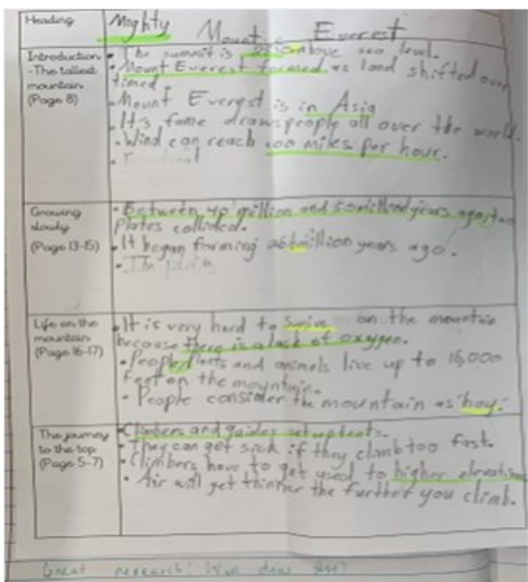 Heading
Mighty Mount Everest
Introduction
-The tallest
mountain
(Page 8)
• The summit is above sea level.
• Mount Everest formed as land shifted over
timed.
• Mount Everest is in Asia
• It's fame draws people all over the world.
• Wind can reach 100 miles per hour.
Growing
slowly
(Page 13-15)
• Between 40 million and 50 million years ago, two
plates collided.
• It began forming million years ago.
Life on the
mountain
(Page 16-17)
• It is very hard to on the mountain
because there is a lack of oxygen.
• People, plants and animals live up to 16,000
feet on the mountain.
• People consider the mountain as
The journey
to the top
(Page 5-7)
• Climbers and guides set up tents.
• They can get sick if they climb too fast.
• Climbers have to get used to higher
• Air will get thinner the further you climb.
Great research!